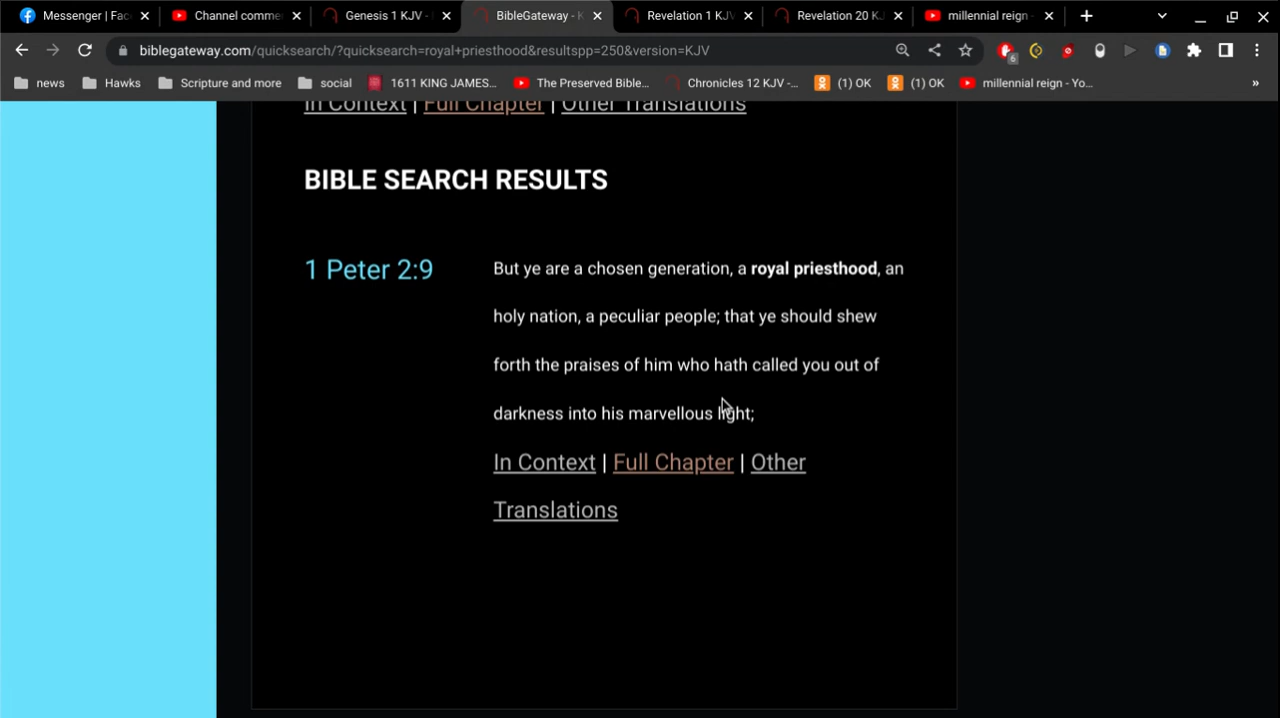 Messenger | Fac
Channel comme
Genesis 1 KJV -
BibleGateway - K
Revelation 1 KJV
Revelation 20 KJ
millennial reign -
biblegateway.com/quicksearch/?quicksearch=royal+priesthood&resultspp=250&version=KJV
6
news
Hawks
Scripture and more
social
1611 KING JAMES...
The Preserved Bible...
Chronicles 12 KJV -...
(1) OK
(1) OK
millennial reign - Yo...
»
In Context | Full Chapter | Other Translations
BIBLE SEARCH RESULTS
1 Peter 2:9
But ye are a chosen generation, a royal priesthood, an
holy nation, a peculiar people; that ye should shew
forth the praises of him who hath called you out of
darkness into his marvellous light;
In Context | Full Chapter | Other
Translations